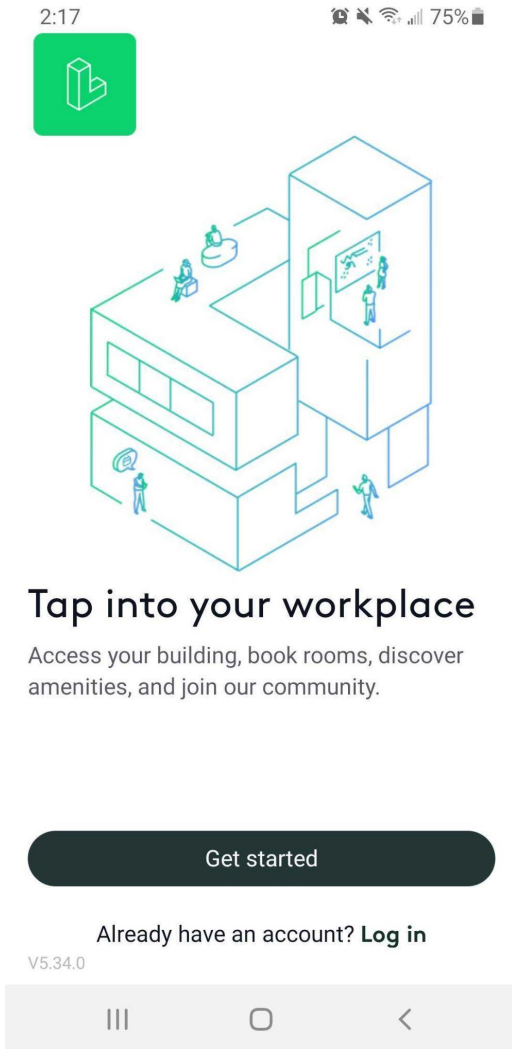 2:17
75%
Tap into your workplace
Access your building, book rooms, discover
amenities, and join our community.
Get started
Already have an account? Log in
V5.34.0